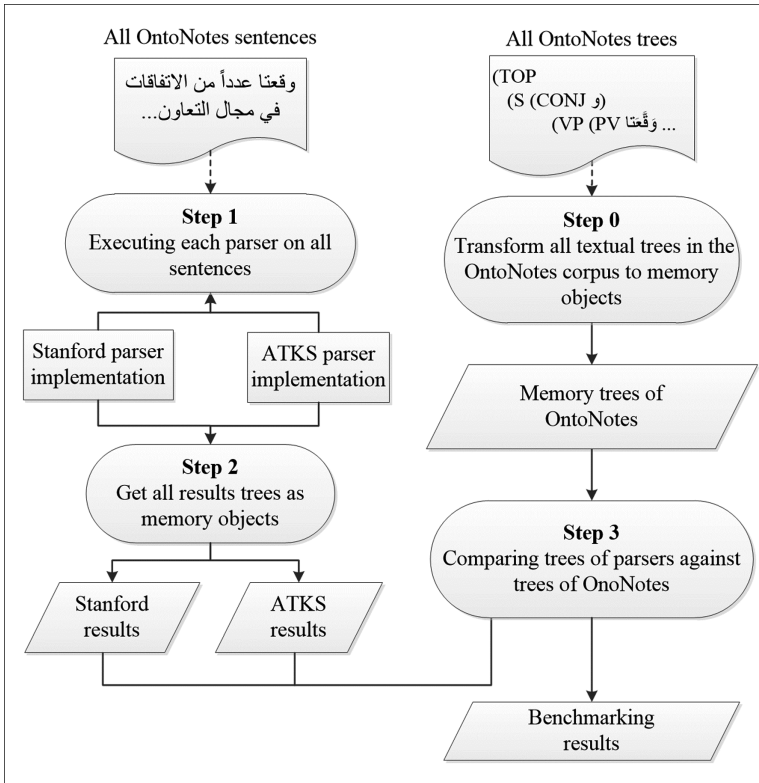 All OntoNotes sentences
وقعتا عدداً من الاتفاقات
في مجال التعاون...
Step 1
Executing each parser on all
sentences
Stanford parser
implementation
ATKS parser
implementation
Step 2
Get all results trees as
memory objects
Stanford
results
ATKS
results
All OntoNotes trees
(TOP
(S (CONJ و)
(VP (PV وَقَّعَتا ...
Step 0
Transform all textual trees in the
OntoNotes corpus to memory
objects
Memory trees of
OntoNotes
Step 3
Comparing trees of parsers against
trees of OnoNotes
Benchmarking
results